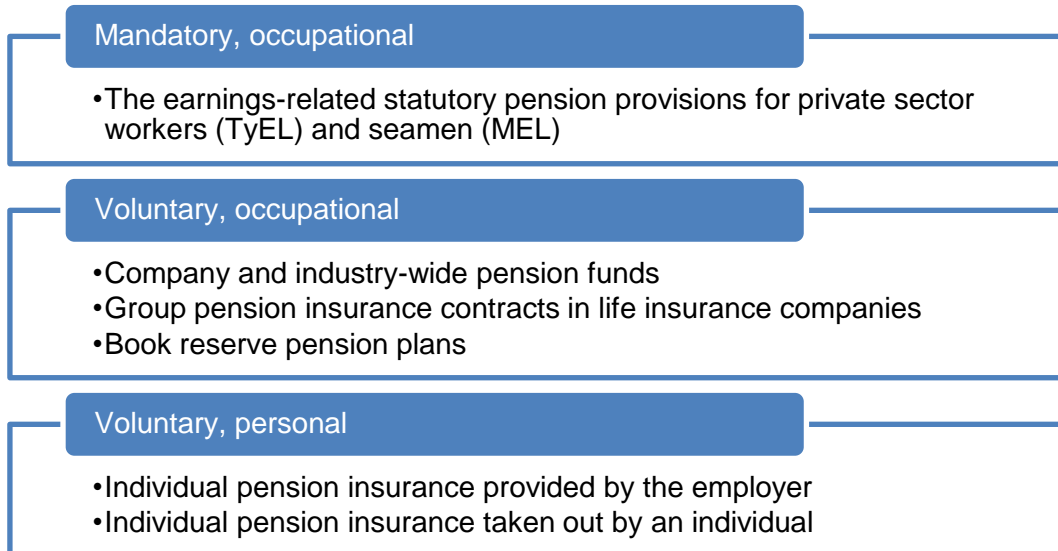 Mandatory, occupational
•The earnings-related statutory pension provisions for private sector
workers (TyEL) and seamen (MEL)
Voluntary, occupational
•Company and industry-wide pension funds
•Group pension insurance contracts in life insurance companies
•Book reserve pension plans
Voluntary, personal
•Individual pension insurance provided by the employer
•Individual pension insurance taken out by an individual